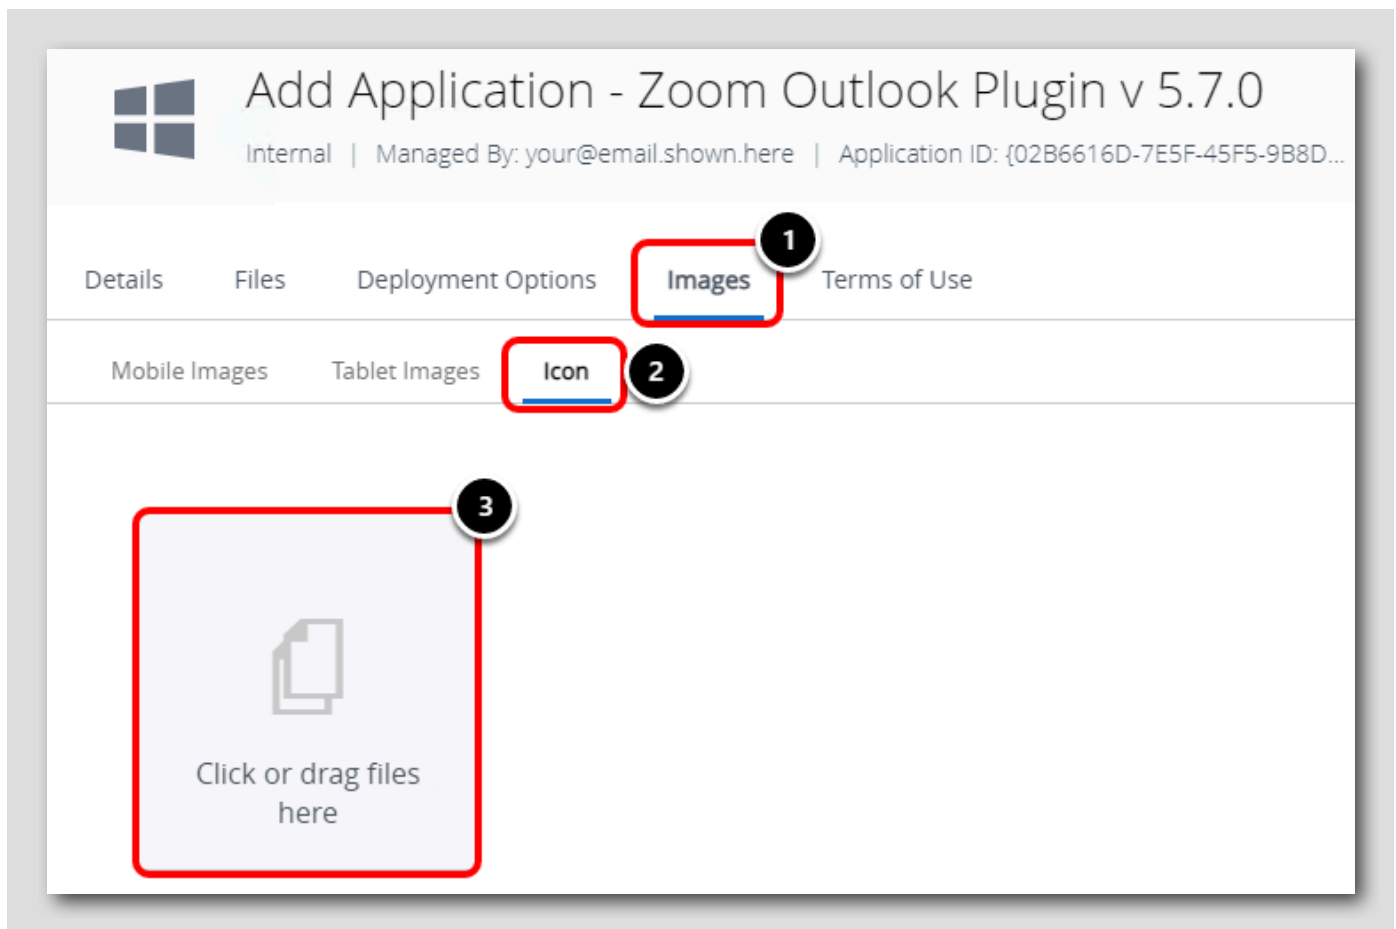 Add Application - Zoom Outlook Plugin v 5.7.0
Internal | Managed By: your@email.shown.here | Application ID: {02B6616D-7E5F-45F5-9B8D...
1
Details Files Deployment Options Images Terms of Use
Mobile Images Tablet Images Icon 2
3
Click or drag files
here